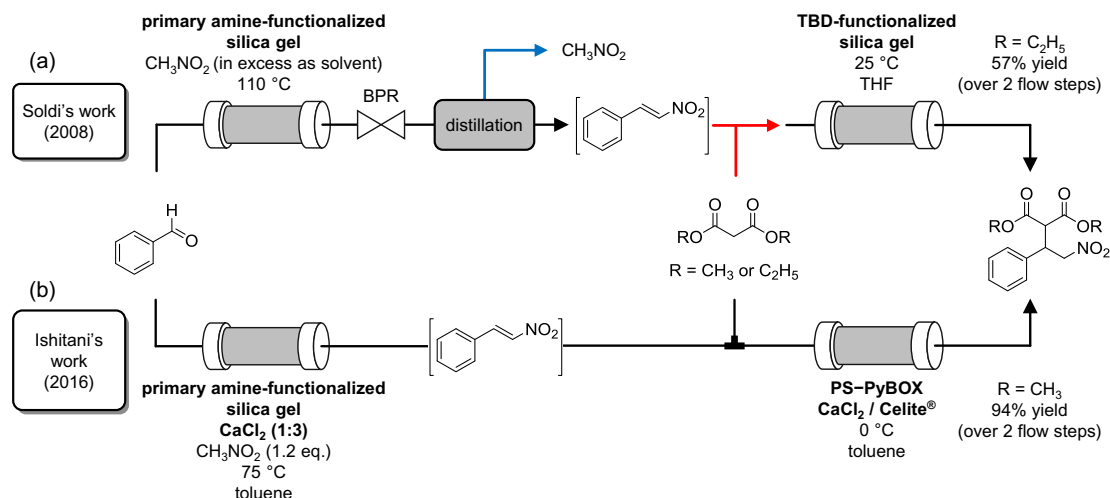 (a)
Soldi's work
(2008)
primary amine-functionalized
silica gel
CH₃NO₂ (in excess as solvent)
110 °C
BPR
distillation
CH₃NO₂
NO₂
TBD-functionalized
silica gel
25 °C
THF
R = C₂H₅
57% yield
(over 2 flow steps)
H
O
O O
RO OR
R = CH₃ or C₂H₅
O O
RO OR
NO₂
(b)
Ishitani's
work
(2016)
NO₂
primary amine-functionalized
silica gel
CaCl₂ (1:3)
CH₃NO₂ (1.2 eq.)
75 °C
toluene
PS−PyBOX
CaCl₂ / Celite®
0 °C
toluene
R = CH₃
94% yield
(over 2 flow steps)